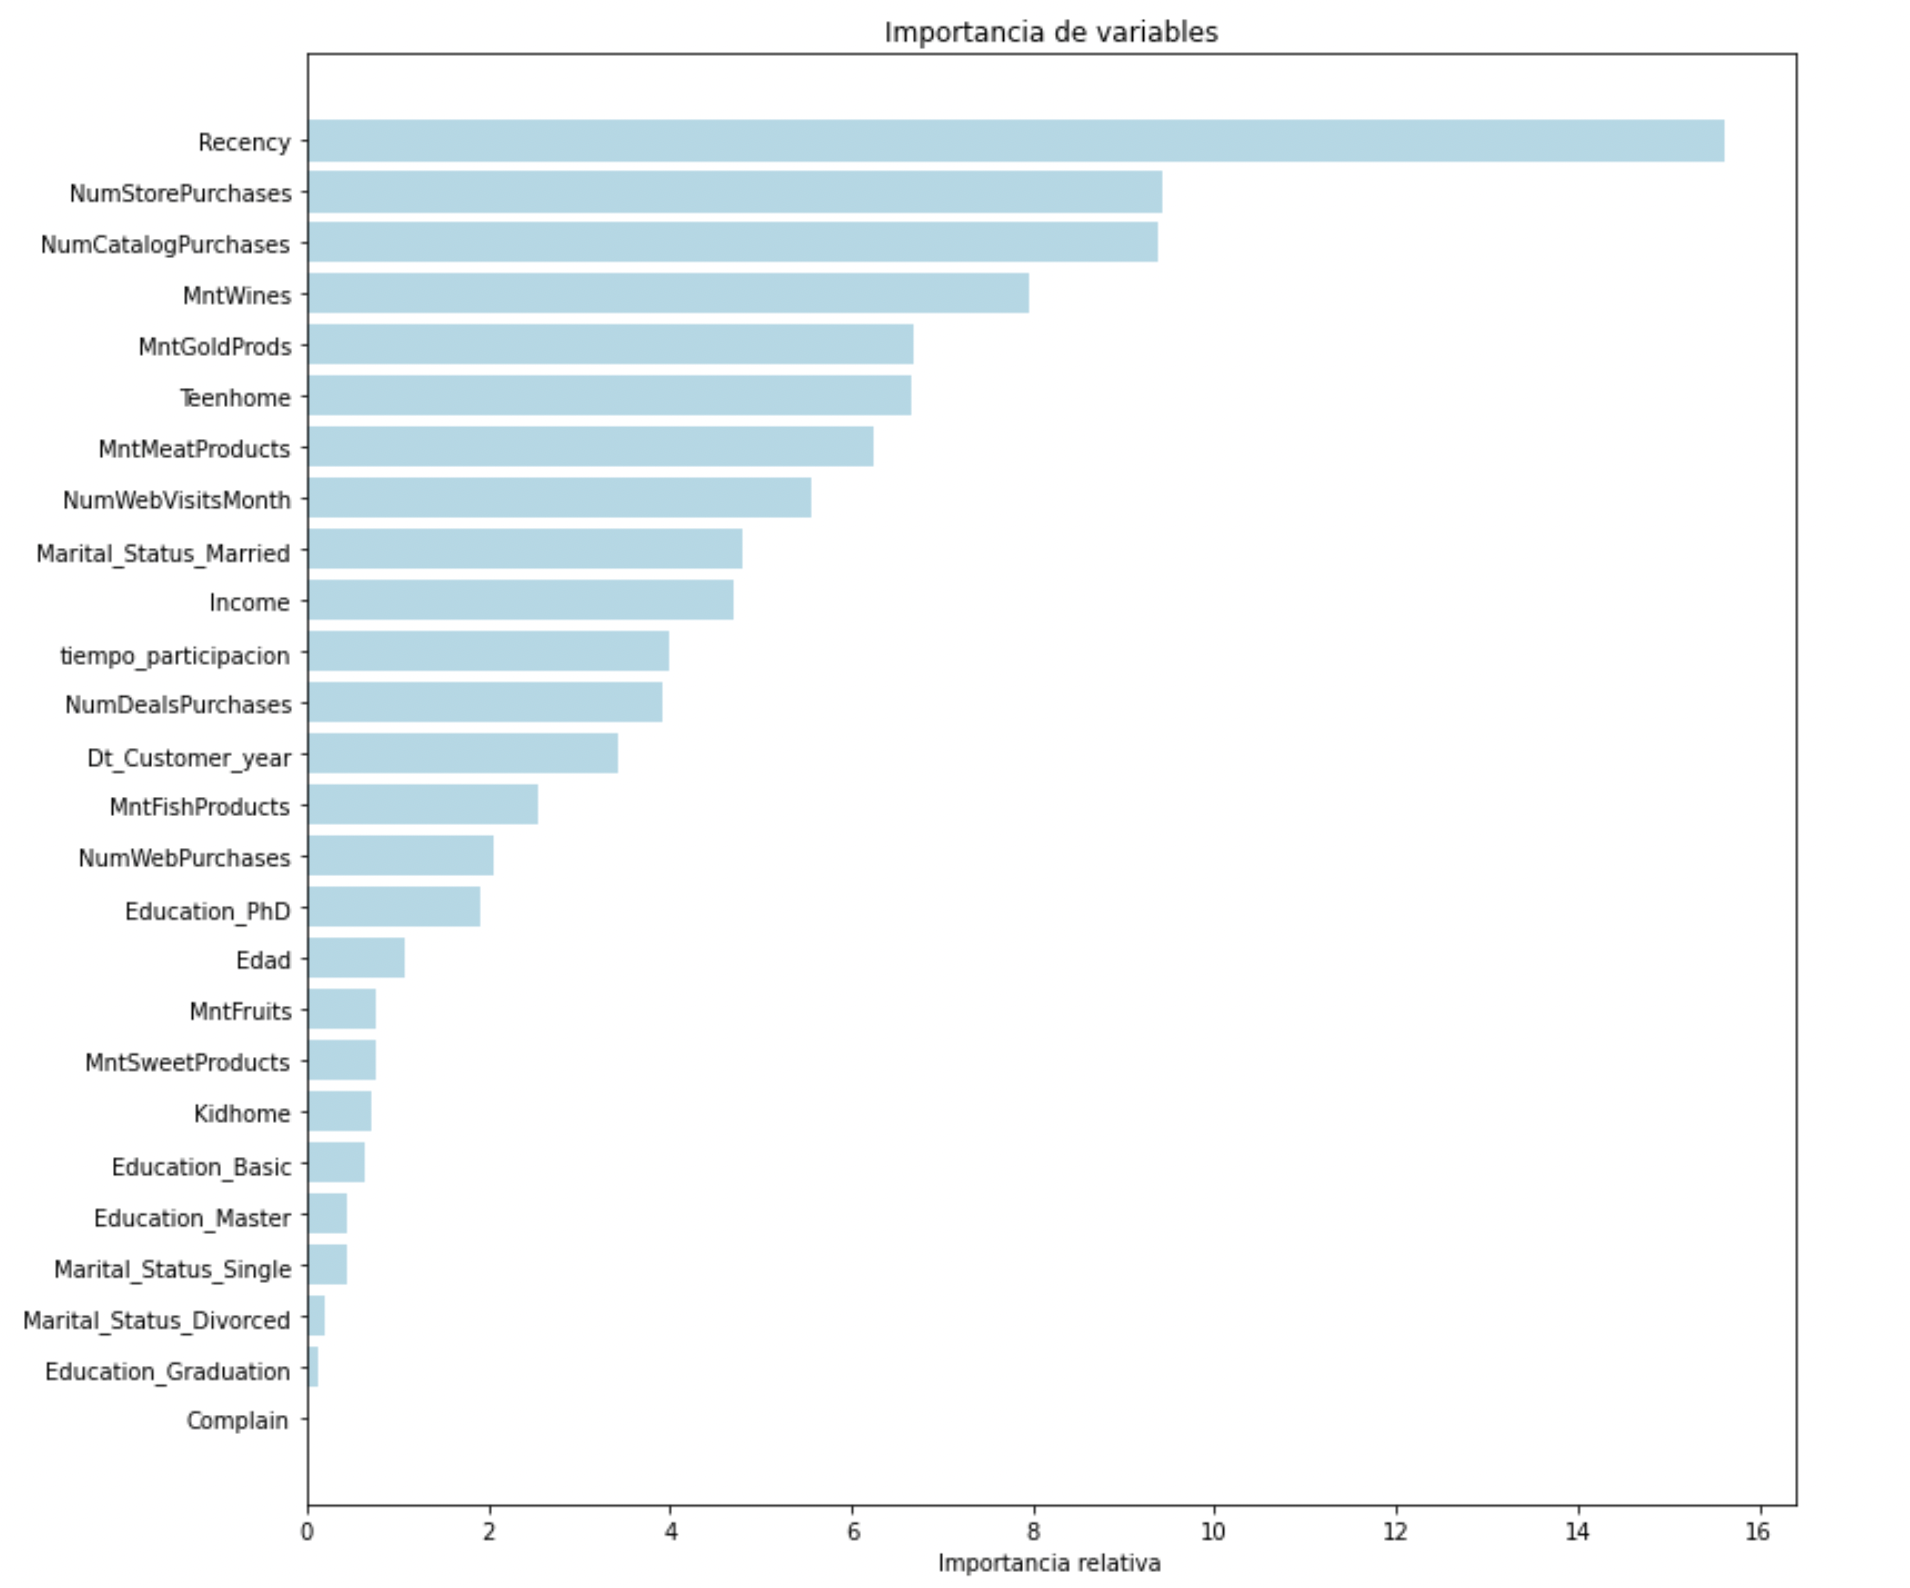 Importancia de variables
Recency
NumStorePurchases
NumCatalogPurchases
MntWines
MntGoldProds
Teenhome
MntMeatProducts
NumWebVisitsMonth
Marital_Status_Married
Income
tiempo_participacion
NumDealsPurchases
Dt_Customer_year
MntFishProducts
NumWebPurchases
Education_PhD
Edad
MntFruits
MntSweetProducts
Kidhome
Education_Basic
Education_Master
Marital_Status_Single
Marital_Status_Divorced
Education_Graduation
Complain
0 2 4 6 8 10 12 14 16
Importancia relativa